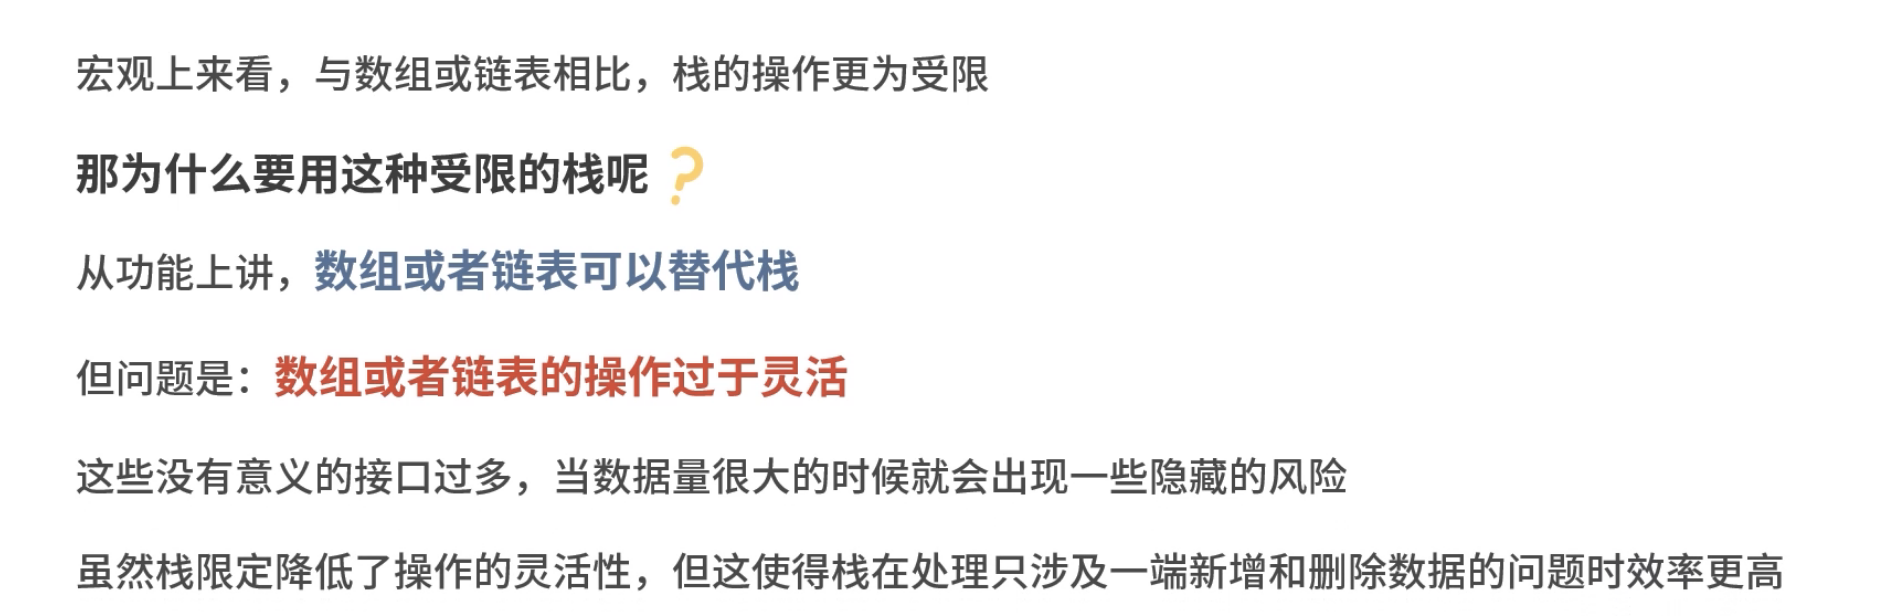 宏观上来看，与数组或链表相比，栈的操作更为受限
那为什么要用这种受限的栈呢？
从功能上讲，数组或者链表可以替代栈
但问题是：数组或者链表的操作过于灵活
这些没有意义的接口过多，当数据量很大的时候就会出现一些隐藏的风险
虽然栈限定降低了操作的灵活性，但这使得栈在处理只涉及一端新增和删除数据的问题时效率更高